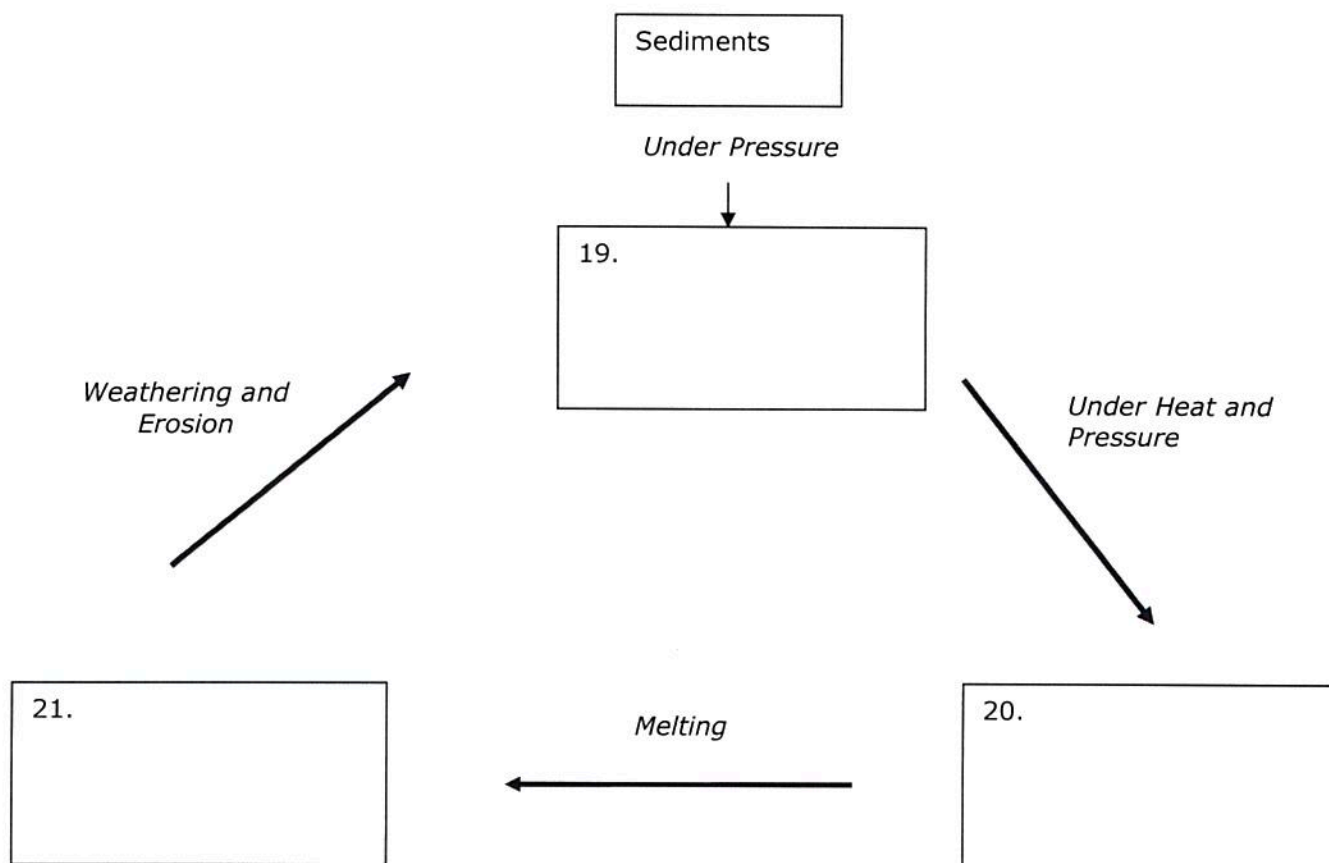 Sediments
Under Pressure
19.
Weathering and
Erosion
Under Heat and
Pressure
21.
Melting
20.